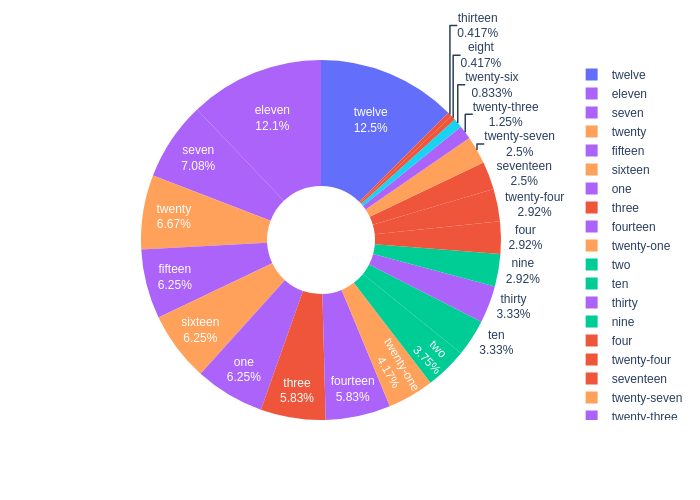 thirteen
0.417%
eight
0.417%
twenty-six
0.833%
twenty-three
1.25%
twenty-seven
2.5%
seventeen
2.5%
twenty-four
2.92%
four
2.92%
nine
2.92%
thirty
3.33%
ten
3.33%
two
3.75%
twenty-one
4.17%
fourteen
5.83%
three
5.83%
one
6.25%
sixteen
6.25%
fifteen
6.25%
twenty
6.67%
seven
7.08%
eleven
12.1%
twelve
12.5%
twelve
eleven
seven
twenty
fifteen
sixteen
one
three
fourteen
twenty-one
two
ten
thirty
nine
four
twenty-four
seventeen
twenty-seven
twenty-three